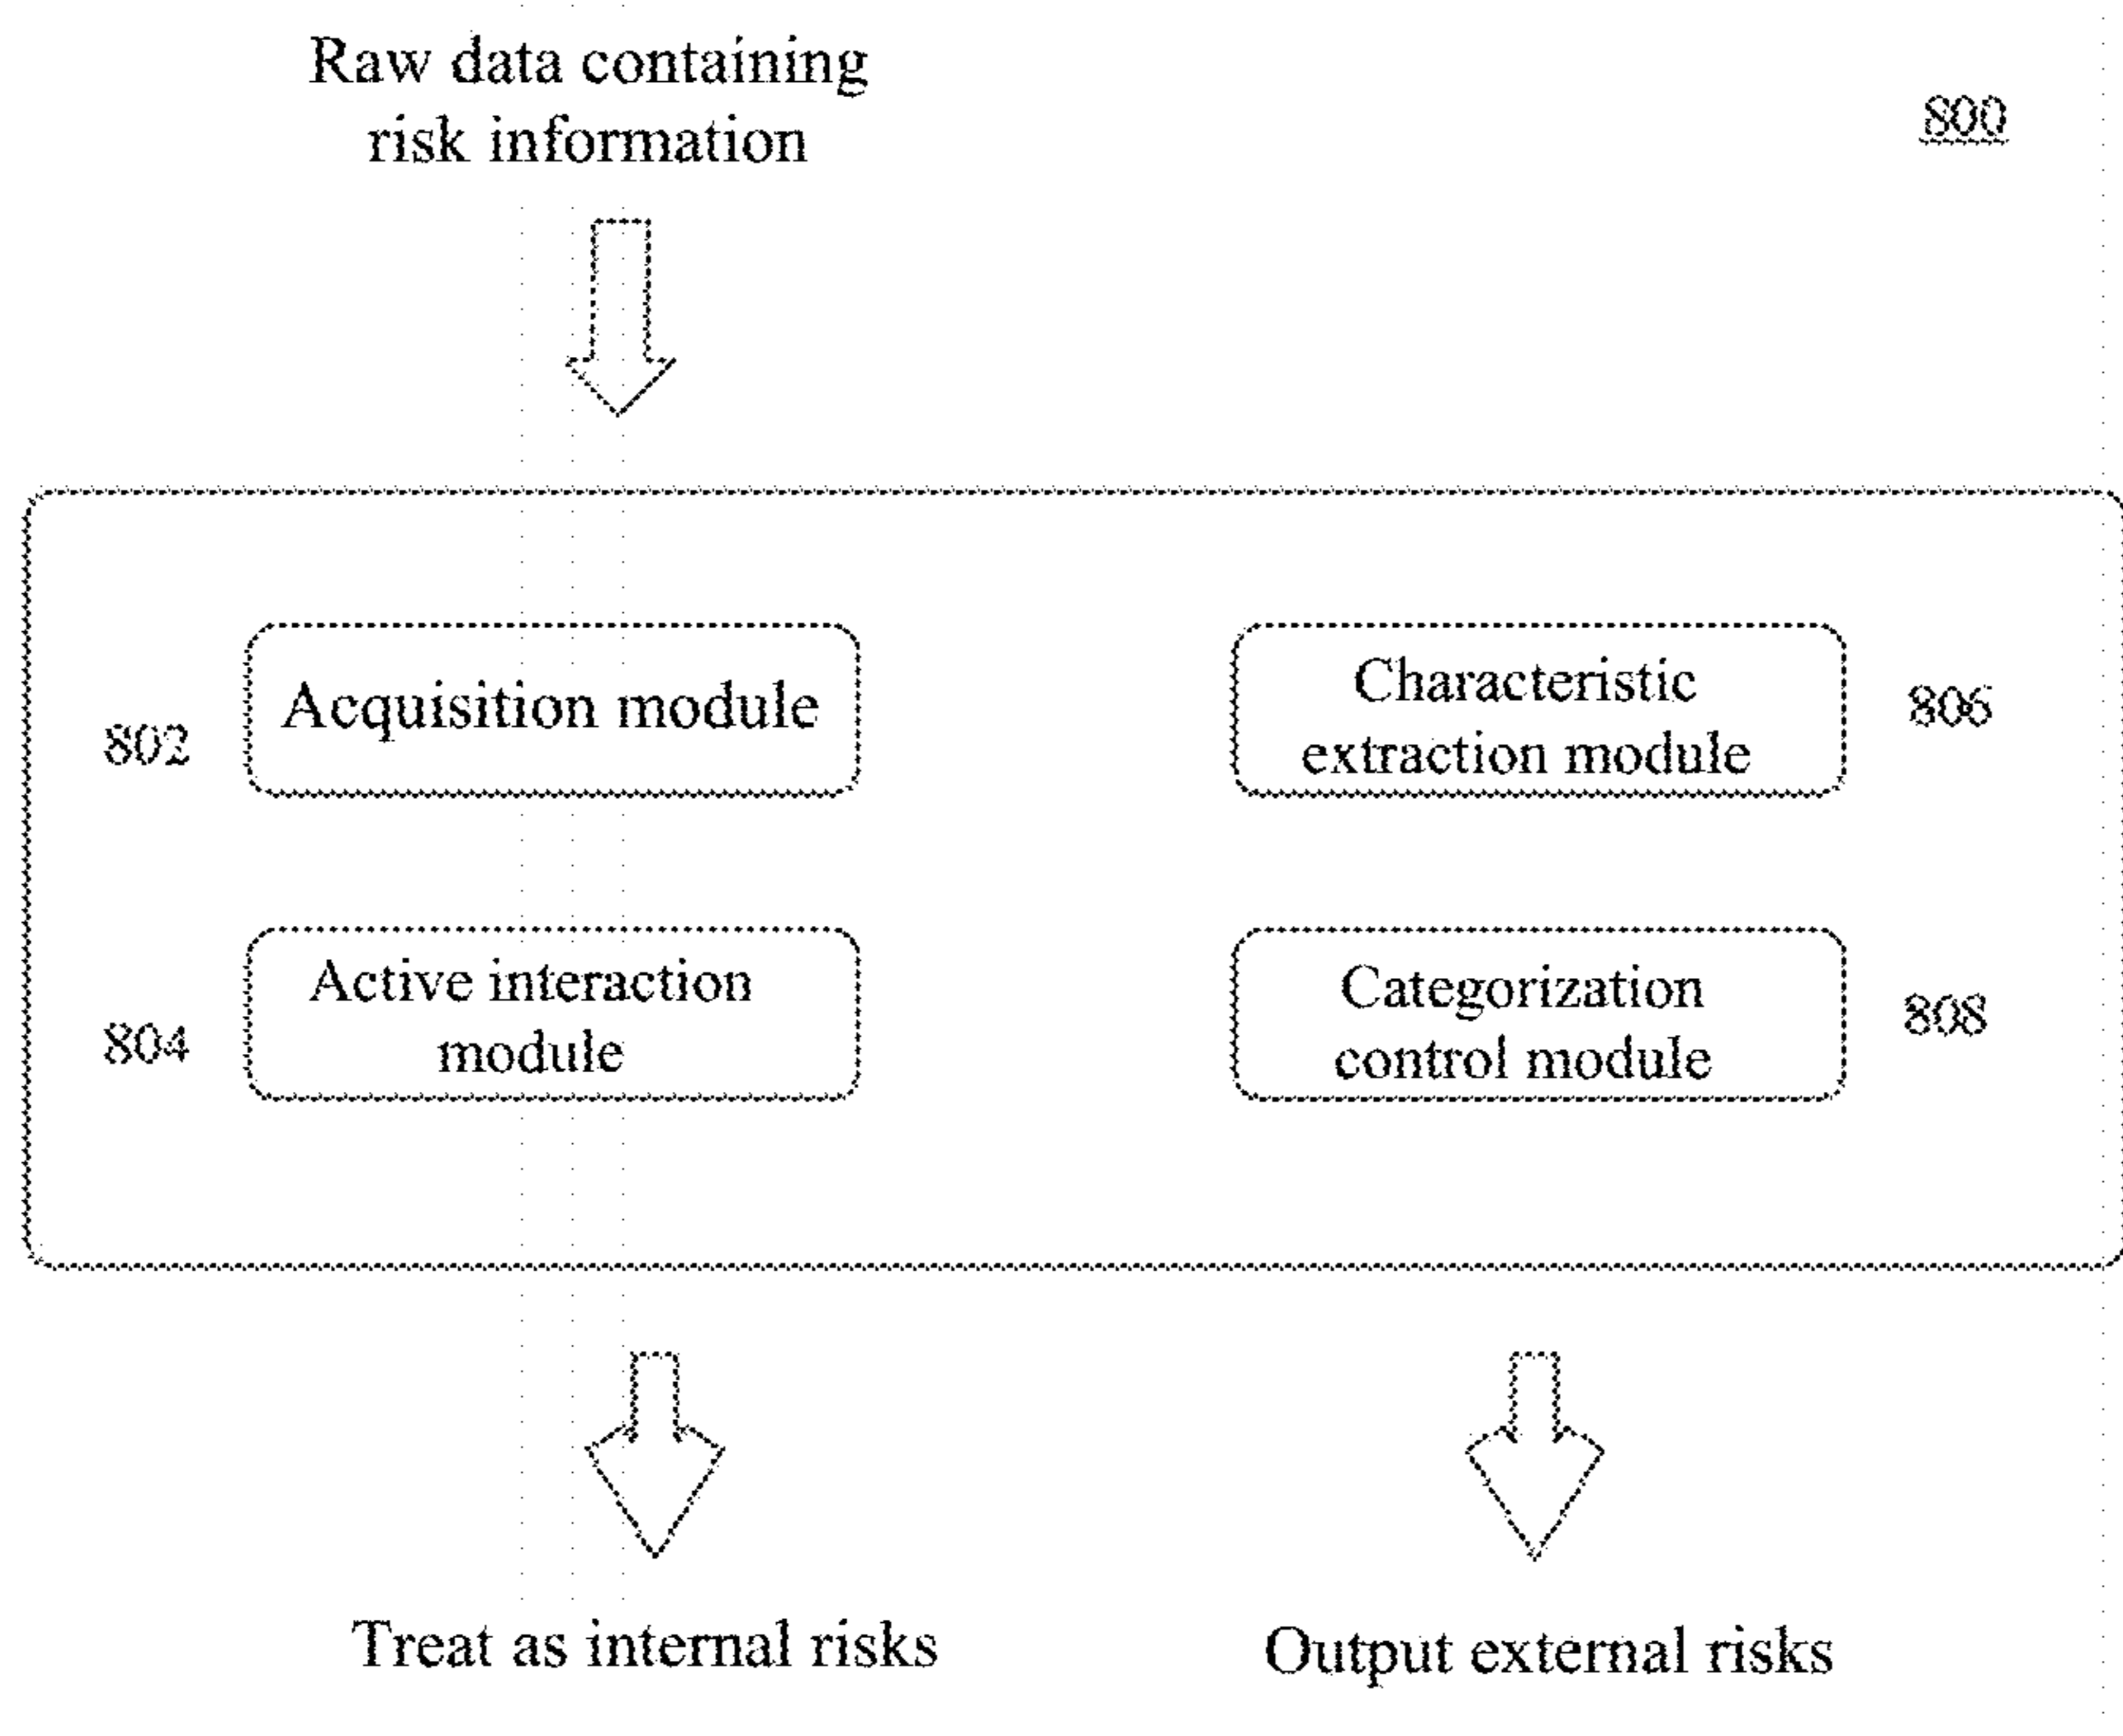 Raw data containing
risk information
800
802
Acquisition module
Characteristic
extraction module
806
804
Active interaction
module
Categorization
control module
808
Treat as internal risks
Output external risks